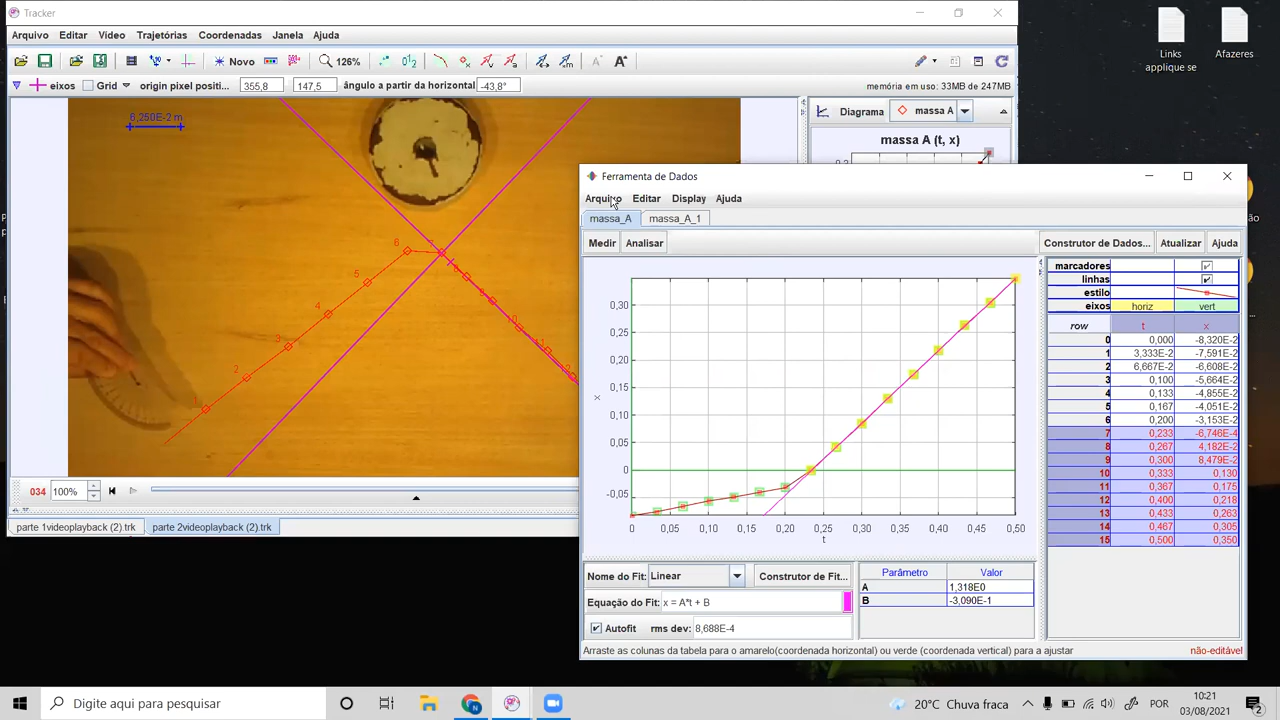 Tracker
Arquivo Editar Vídeo Trajetórias Coordenadas Janela Ajuda
Novo 126%
eixos Grid origin pixel positi... 355,8 147,5 ângulo a partir da horizontal -43,8° memória em uso: 33MB de 247MB
Diagrama massa A
massa A (t, x)
6,250E-2 m
1
2
3
4
5
6
10
034 100%
parte 1videoplayback (2).trk parte 2videoplayback (2).trk
Links applique se
Afazeres
Ferramenta de Dados
Arquivo Editar Display Ajuda
massa_A massa_A_1
Medir Analisar Construtor de Dados... Atualizar Ajuda
0,30
0,25
0,20
0,15
0,10
0,05
0
-0,05
x
0 0,05 0,10 0,15 0,20 0,25 0,30 0,35 0,40 0,45 0,50
t
marcadores
linhas
estilo
eixos horiz vert
row t x
0 0,000 -8,320E-2
1 3,333E-2 -7,591E-2
2 6,667E-2 -6,608E-2
3 0,100 -5,664E-2
4 0,133 -4,855E-2
5 0,167 -4,051E-2
6 0,200 -3,153E-2
7 0,233 -6,746E-4
8 0,267 4,182E-2
9 0,300 8,479E-2
10 0,333 0,130
11 0,367 0,175
12 0,400 0,218
13 0,433 0,263
14 0,467 0,305
15 0,500 0,350
Nome do Fit: Linear Construtor de Fit...
Equação do Fit: x = A*t + B
Autofit rms dev: 8,688E-4
Parâmetro Valor
A 1,318E0
B -3,090E-1
Arraste as colunas da tabela para o amarelo(coordenada horizontal) ou verde (coordenada vertical) para a ajustar não-editável
Digite aqui para pesquisar
20°C Chuva fraca POR 10:21
03/08/2021
2